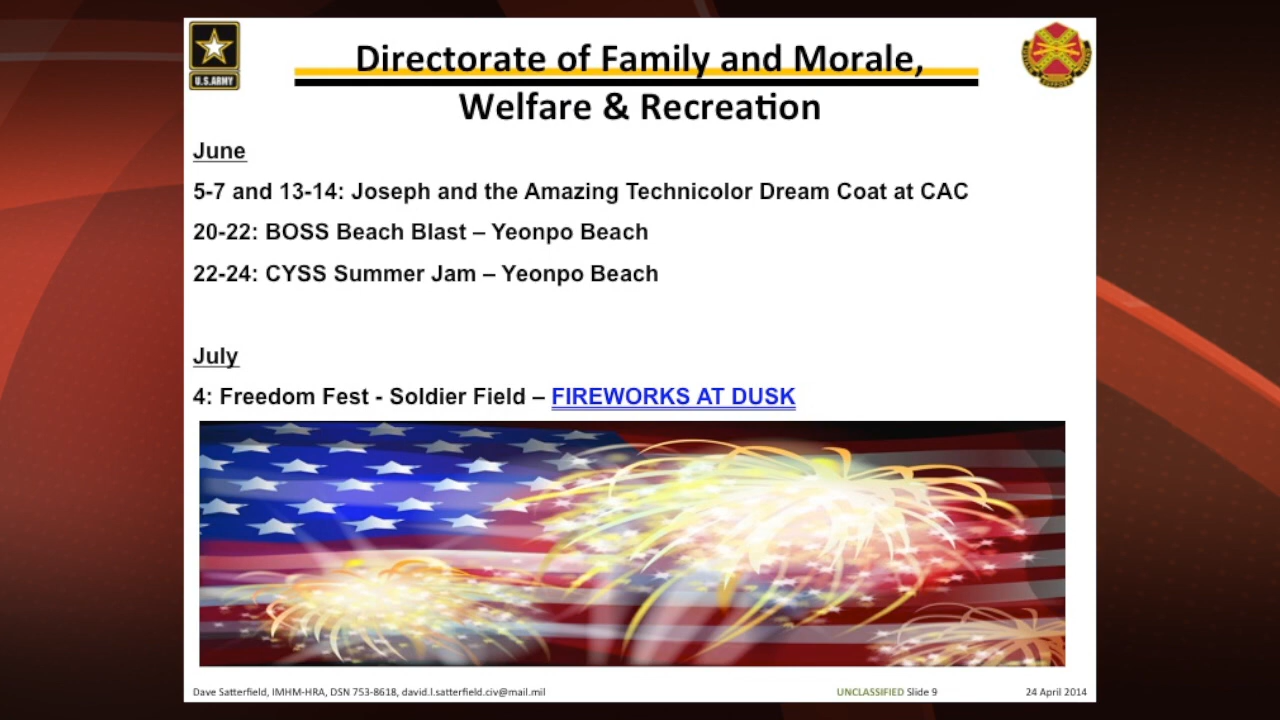 U.S.ARMY
Directorate of Family and Morale,
Welfare & Recreation
June
5-7 and 13-14: Joseph and the Amazing Technicolor Dream Coat at CAC
20-22: BOSS Beach Blast – Yeonpo Beach
22-24: CYSS Summer Jam – Yeonpo Beach
July
4: Freedom Fest - Soldier Field – FIREWORKS AT DUSK
Dave Satterfield, IMHM-HRA, DSN 753-8618, david.l.satterfield.civ@mail.mil
UNCLASSIFIED Slide 9
24 April 2014